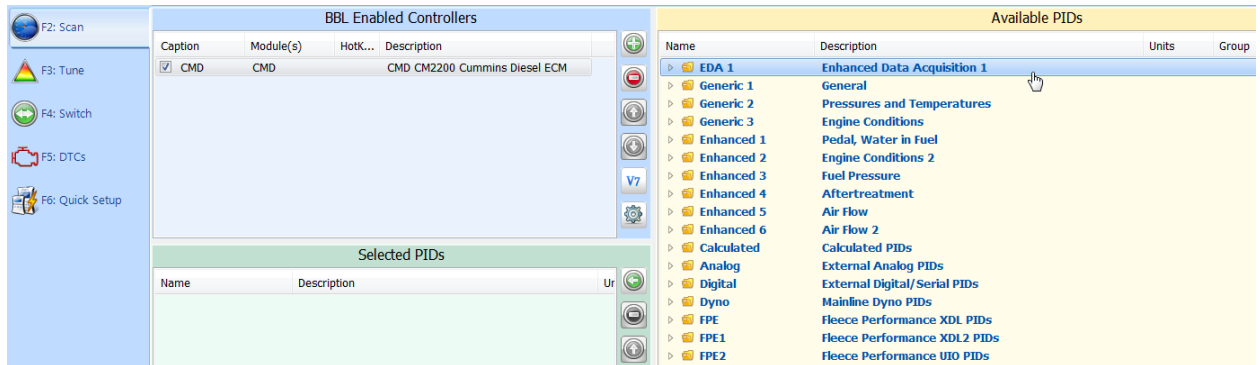 F2: Scan
F3: Tune
F4: Switch
F5: DTCs
F6: Quick Setup
BBL Enabled Controllers
Caption Module(s) HotK... Description
CMD CMD CMD CM2200 Cummins Diesel ECM
V7
Selected PIDs
Name Description Ur
Available PIDs
Name Description Units Group
EDA 1 Enhanced Data Acquisition 1
Generic 1 General
Generic 2 Pressures and Temperatures
Generic 3 Engine Conditions
Enhanced 1 Pedal, Water in Fuel
Enhanced 2 Engine Conditions 2
Enhanced 3 Fuel Pressure
Enhanced 4 Aftertreatment
Enhanced 5 Air Flow
Enhanced 6 Air Flow 2
Calculated Calculated PIDs
Analog External Analog PIDs
Digital External Digital/Serial PIDs
Dyno Mainline Dyno PIDs
FPE Fleece Performance XDL PIDs
FPE1 Fleece Performance XDL2 PIDs
FPE2 Fleece Performance UIO PIDs